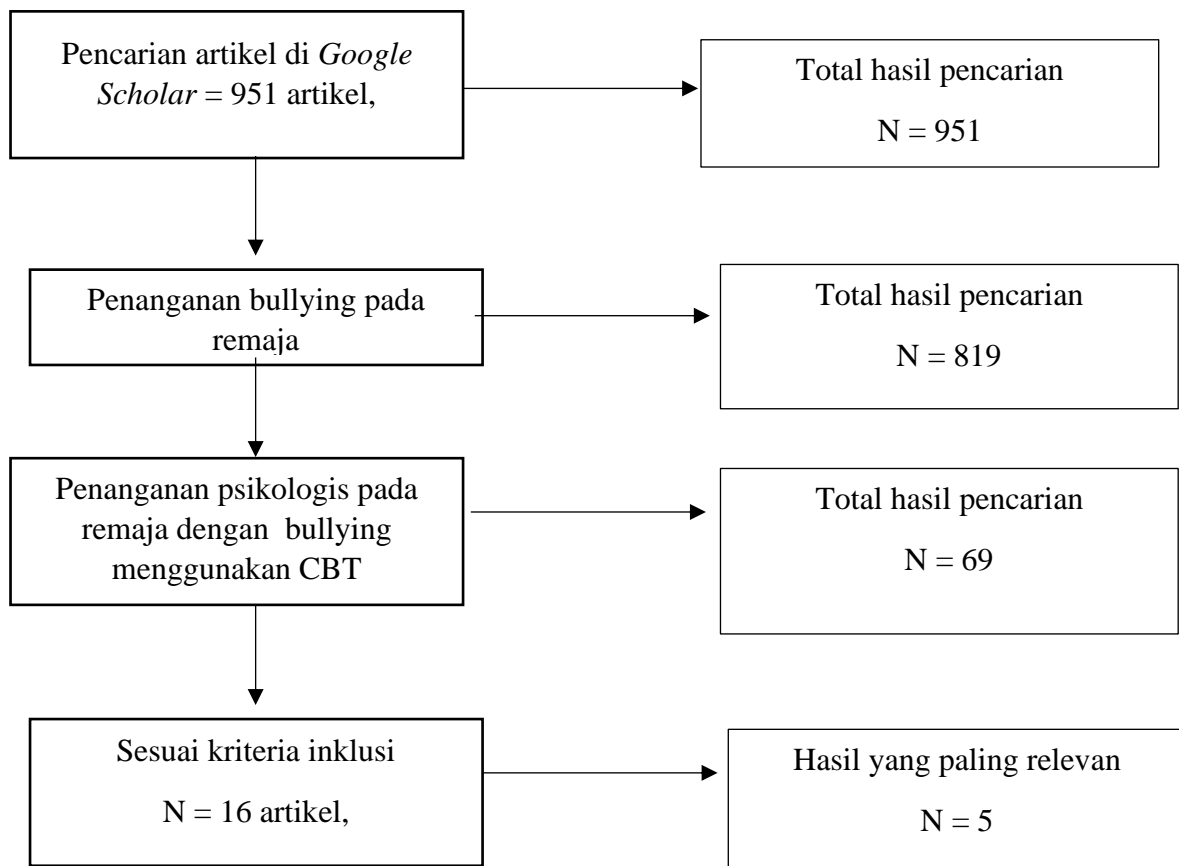 Pencarian artikel di Google
Scholar = 951 artikel,
Total hasil pencarian
N = 951
Penanganan bullying pada
remaja
Total hasil pencarian
N = 819
Penanganan psikologis pada
remaja dengan  bullying
menggunakan CBT
Total hasil pencarian
N = 69
Sesuai kriteria inklusi
N = 16 artikel,
Hasil yang paling relevan
N = 5